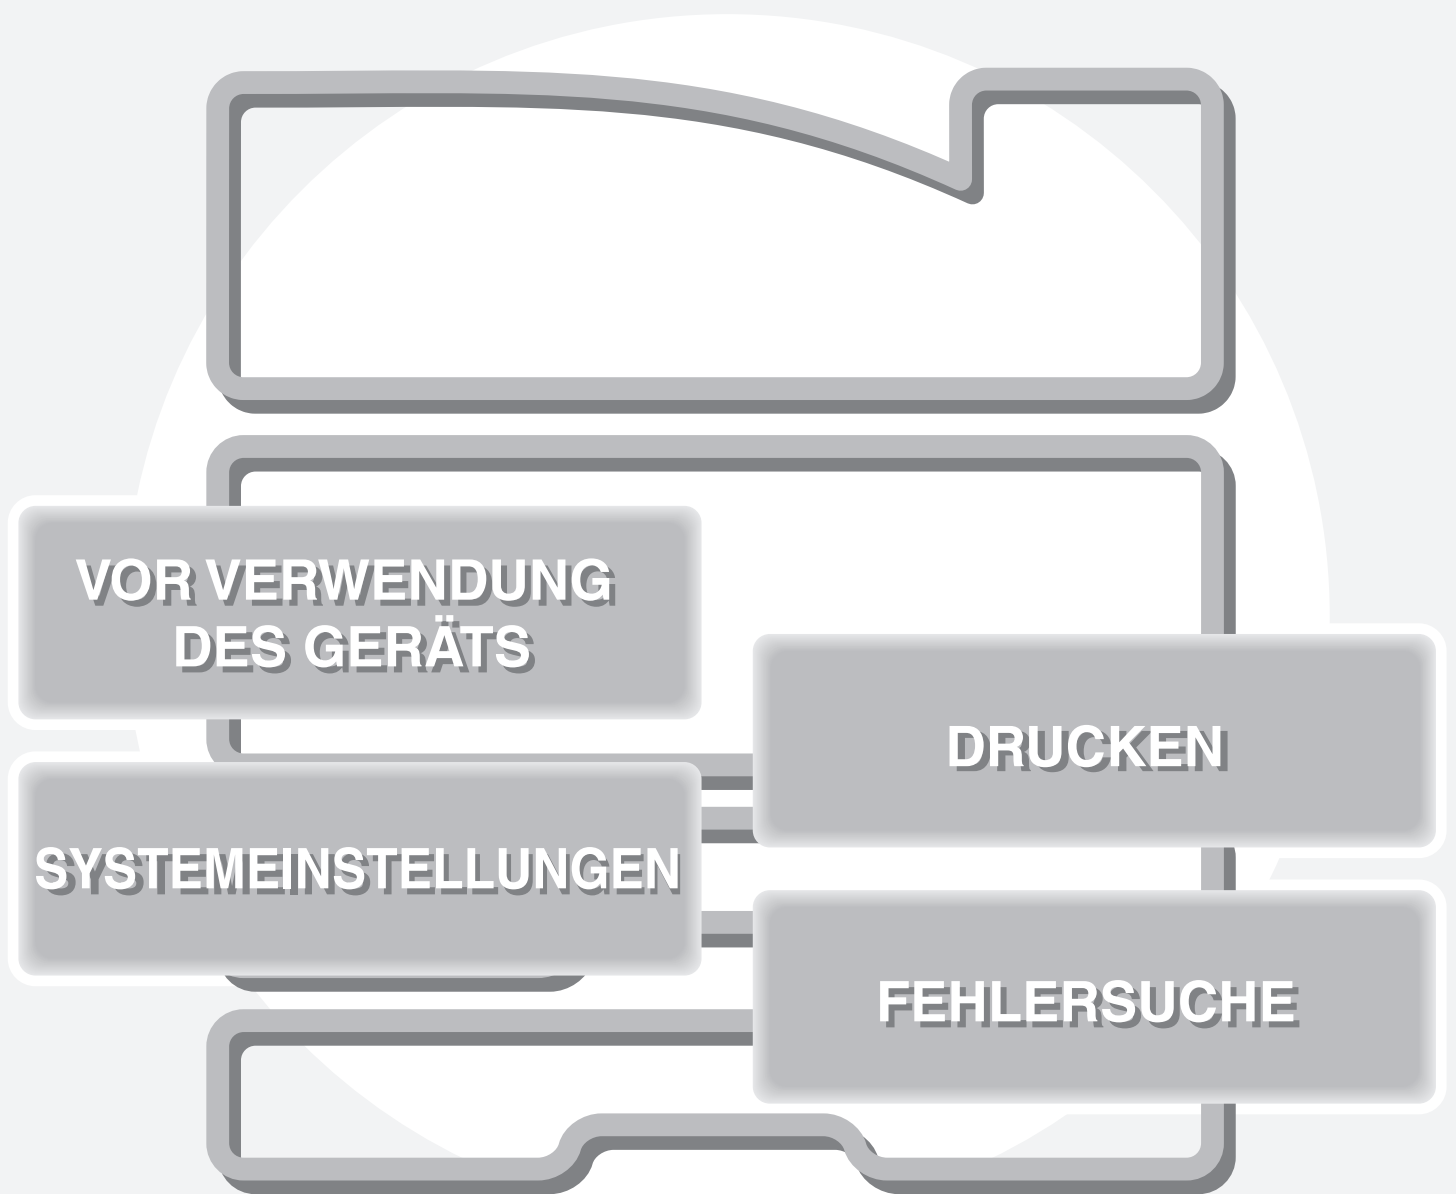 VOR VERWENDUNG
DES GERÄTS
DRUCKEN
SYSTEMEINSTELLUNGEN
FEHLERSUCHE